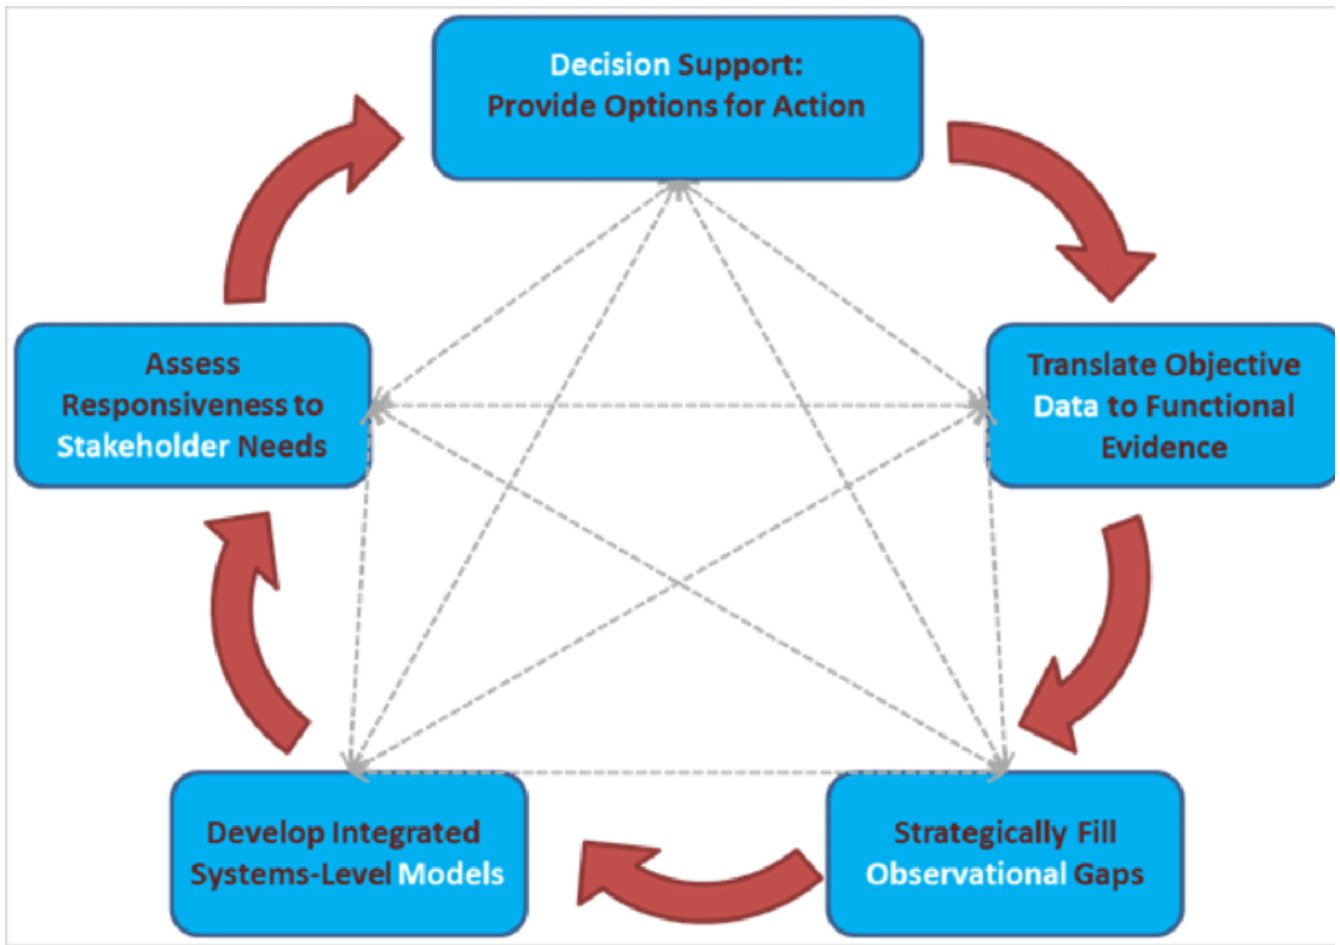 Decision Support:
Provide Options for Action
Assess
Responsiveness to
Stakeholder Needs
Translate Objective
Data to Functional
Evidence
Develop Integrated
Systems-Level Models
Strategically Fill
Observational Gaps